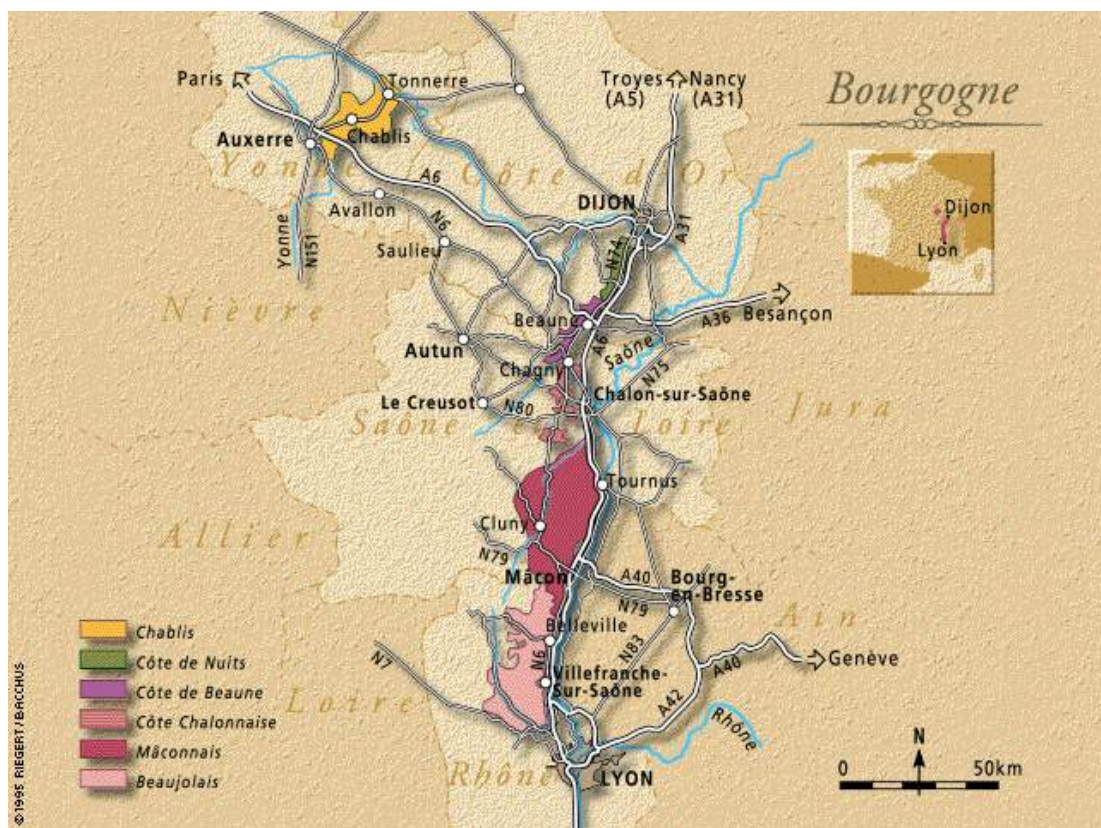 Bourgogne
Paris
Tonnerre
Troyes
(A5)
Nancy
(A31)
Chablis
Auxerre
Yonne
Côte d'Or
A6
DIJON
Avallon
N6
Saulieu
Yonne
N151
A31
N74
Dijon
Lyon
Nièvre
Beaune
A36
Besançon
A6
Saône
Autun
Chagny
N75
Le Creusot
N80
Chalon-sur-Saône
Saône et Loire
Jura
Tournus
Allier
Cluny
N79
Mâcon
A40
Bourg-
en-Bresse
N79
Ain
Belleville
N83
N6
Villefranche-
Sur-Saône
A40
Genève
N7
Loire
A42
Rhône
Rhône
LYON
Chablis
Côte de Nuits
Côte de Beaune
Côte Chalonnaise
Mâconnais
Beaujolais
N
0 50km
©1995 RIEGERT/BACCHUS